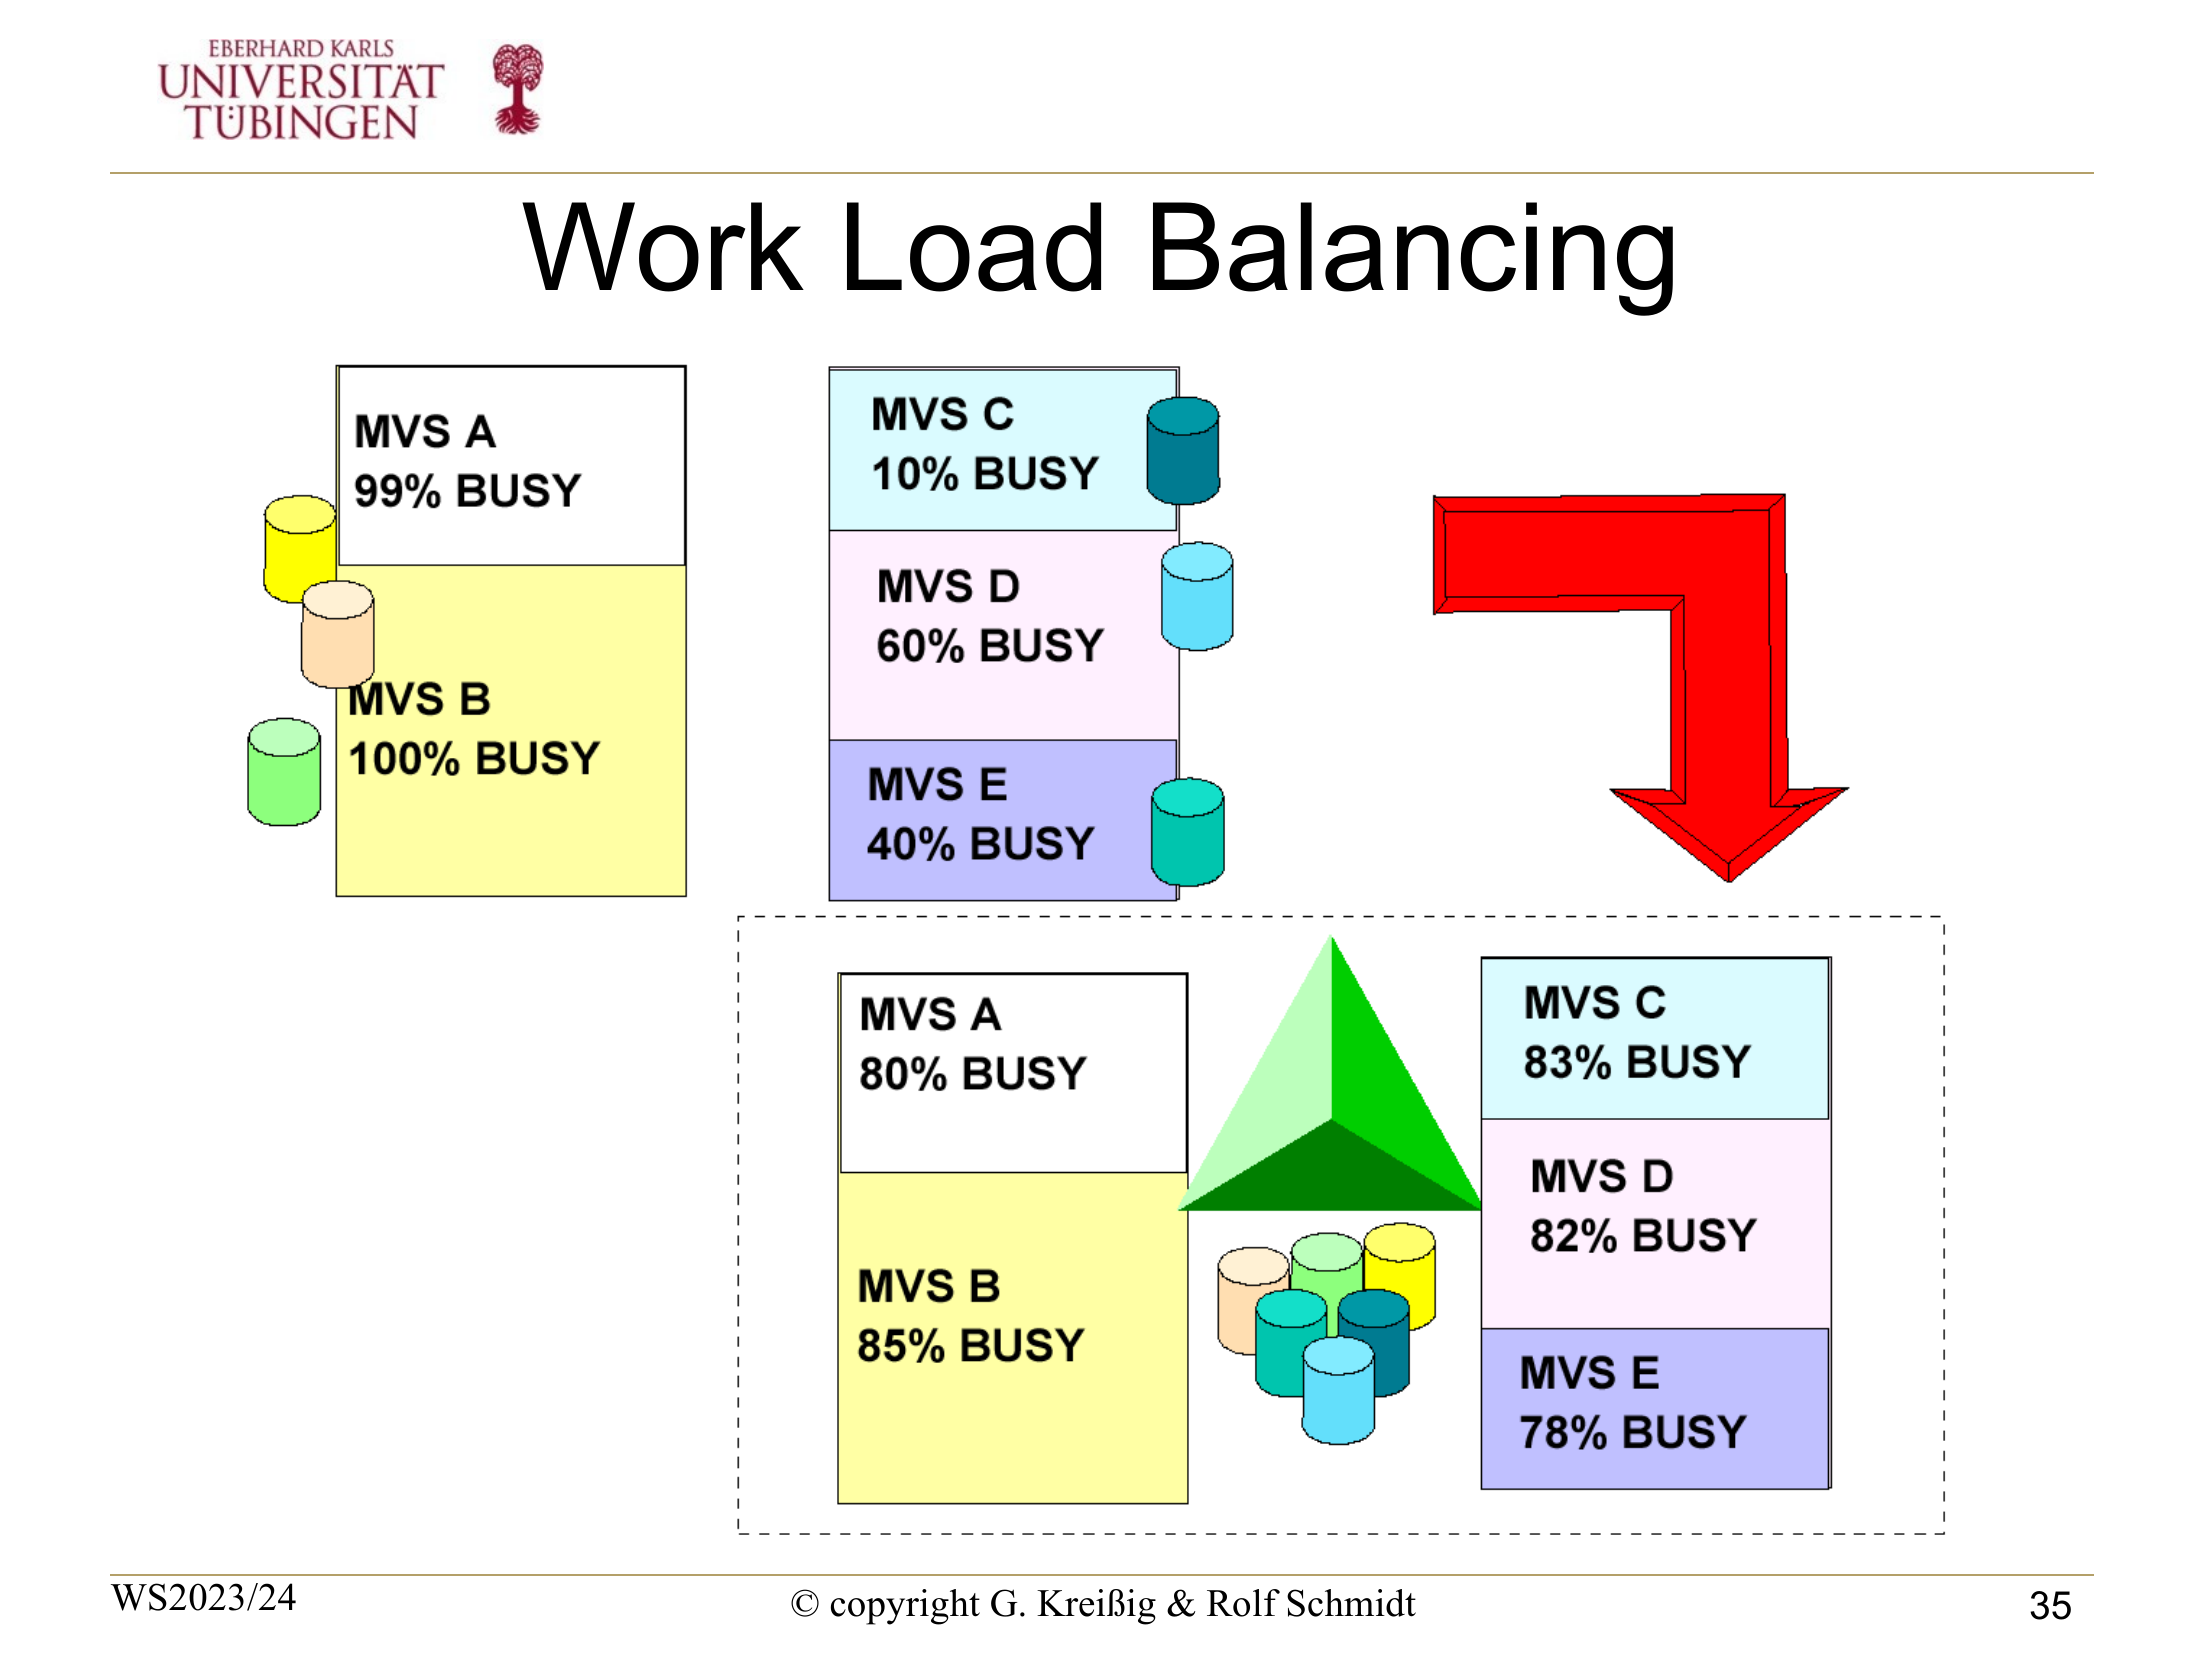 EBERHARD KARLS
UNIVERSITÄT
TÜBINGEN
Work Load Balancing
MVS A
99% BUSY
MVS B
100% BUSY
MVS C
10% BUSY
MVS D
60% BUSY
MVS E
40% BUSY
MVS A
80% BUSY
MVS B
85% BUSY
MVS C
83% BUSY
MVS D
82% BUSY
MVS E
78% BUSY
WS2023/24
© copyright G. Kreißig & Rolf Schmidt
35